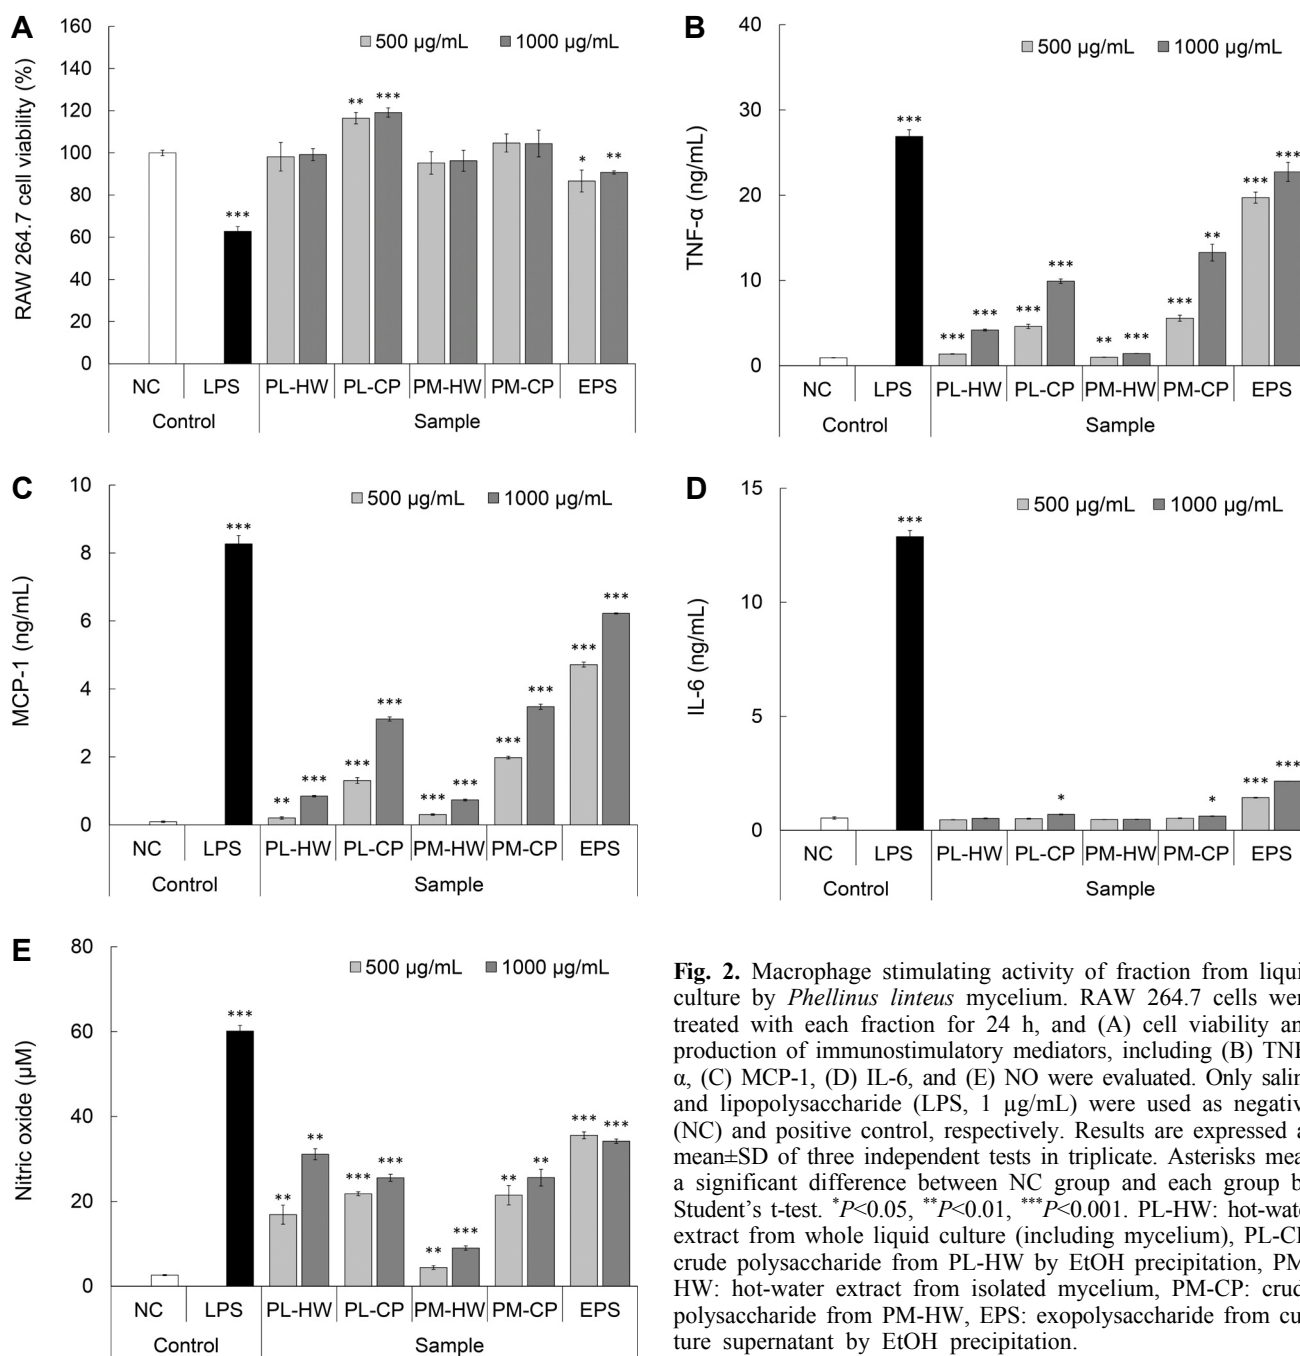 A
RAW 264.7 cell viability (%)
500 µg/mL 1000 µg/mL
160
140
120
100
80
60
40
20
0
***
** ***
* **
NC LPS PL-HW PL-CP PM-HW PM-CP EPS
Control Sample
B
TNF-α (ng/mL)
500 µg/mL 1000 µg/mL
40
30
20
10
0
***
*** ***
*** ***
** ***
*** **
*** ***
NC LPS PL-HW PL-CP PM-HW PM-CP EPS
Control Sample
C
MCP-1 (ng/mL)
500 µg/mL 1000 µg/mL
10
8
6
4
2
0
***
** ***
*** ***
*** ***
*** ***
*** ***
NC LPS PL-HW PL-CP PM-HW PM-CP EPS
Control Sample
D
IL-6 (ng/mL)
500 µg/mL 1000 µg/mL
15
10
5
0
***
*
*
*** ***
NC LPS PL-HW PL-CP PM-HW PM-CP EPS
Control Sample
E
Nitric oxide (µM)
500 µg/mL 1000 µg/mL
80
60
40
20
0
***
** **
*** ***
** ***
** **
*** ***
NC LPS PL-HW PL-CP PM-HW PM-CP EPS
Control Sample
Fig. 2. Macrophage stimulating activity of fraction from liqui
culture by Phellinus linteus mycelium. RAW 264.7 cells wer
treated with each fraction for 24 h, and (A) cell viability an
production of immunostimulatory mediators, including (B) TNF
α, (C) MCP-1, (D) IL-6, and (E) NO were evaluated. Only salin
and lipopolysaccharide (LPS, 1 µg/mL) were used as negativ
(NC) and positive control, respectively. Results are expressed a
mean±SD of three independent tests in triplicate. Asterisks mea
a significant difference between NC group and each group b
Student's t-test. *P<0.05, **P<0.01, ***P<0.001. PL-HW: hot-wate
extract from whole liquid culture (including mycelium), PL-CP
crude polysaccharide from PL-HW by EtOH precipitation, PM
HW: hot-water extract from isolated mycelium, PM-CP: crud
polysaccharide from PM-HW, EPS: exopolysaccharide from cu
ture supernatant by EtOH precipitation.